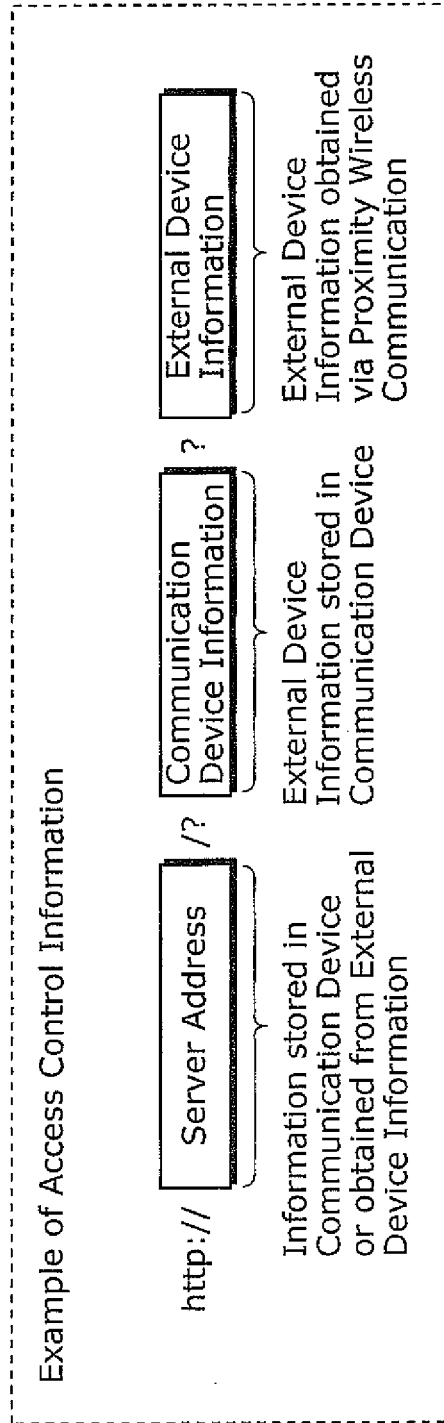 Example of Access Control Information
http:// Server Address /? Communication Device Information ? External Device Information
Information stored in
Communication Device
or obtained from External
Device Information
External Device
Information stored in
Communication Device
External Device
Information obtained
via Proximity Wireless
Communication